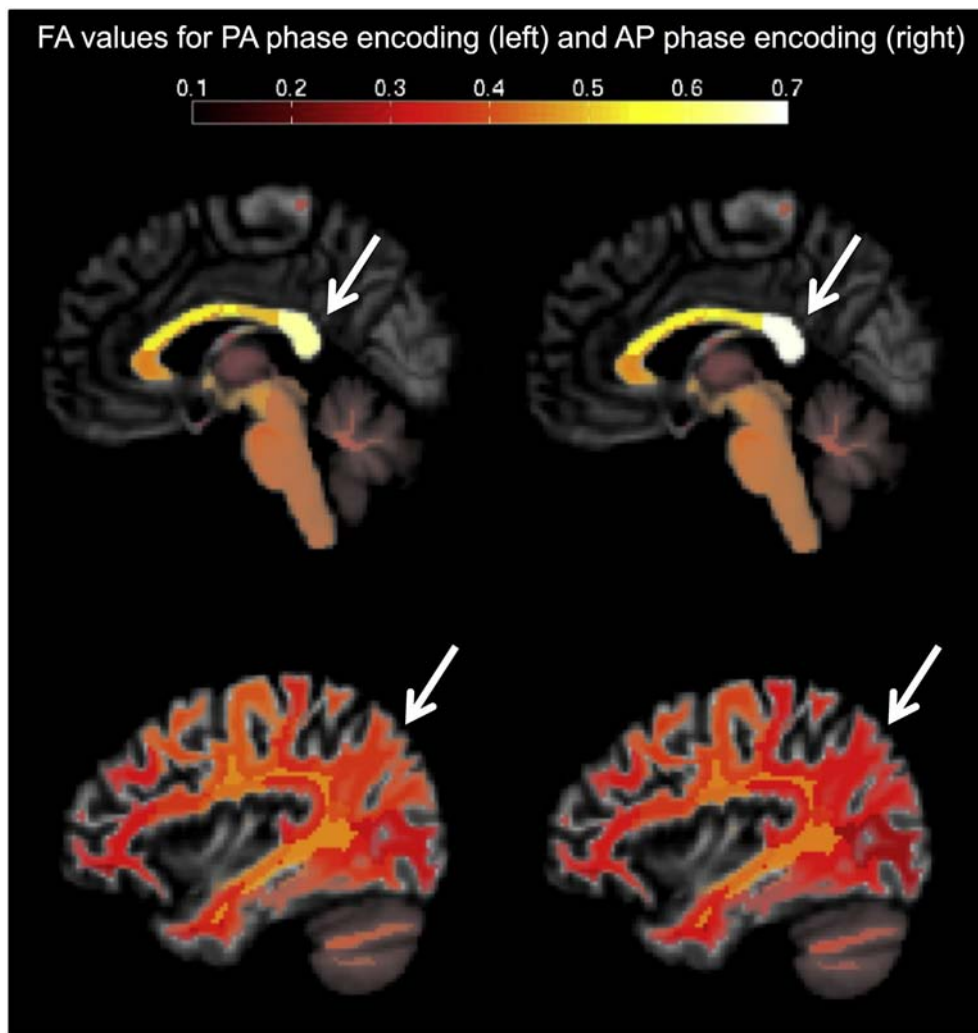 FA values for PA phase encoding (left) and AP phase encoding (right)
0.1 0.2 0.3 0.4 0.5 0.6 0.7